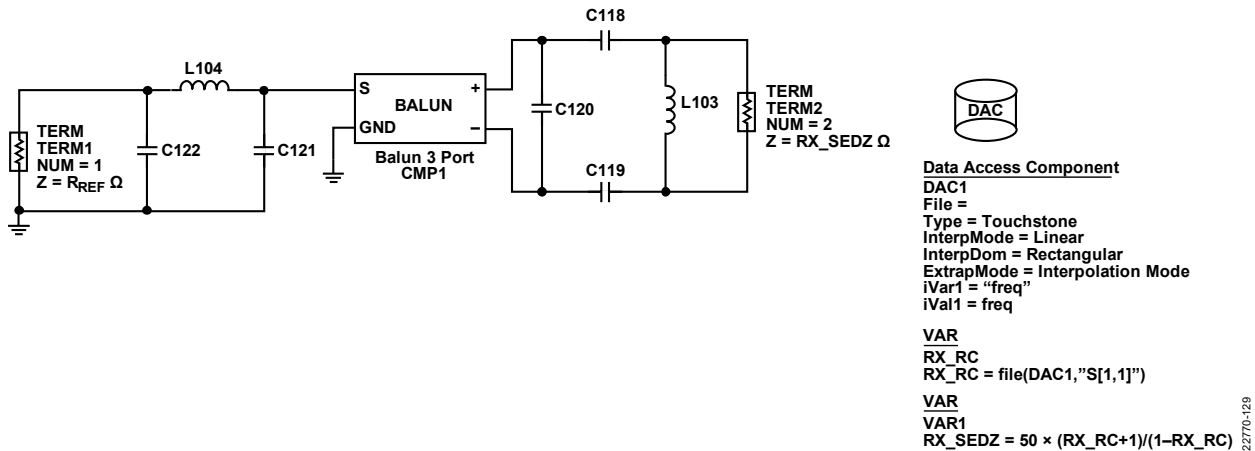 C118
L104
S
+
BALUN
GND
–
Balun 3 Port
CMP1
C120
L103
C119
TERM
TERM1
NUM = 1
Z = RREF Ω
C122
C121
TERM
TERM2
NUM = 2
Z = RX_SEDZ Ω
DAC
Data Access Component
DAC1
File =
Type = Touchstone
InterpMode = Linear
InterpDom = Rectangular
ExtrapMode = Interpolation Mode
iVar1 = “freq”
iVal1 = freq
VAR
RX_RC
RX_RC = file(DAC1,”S[1,1]”)
VAR
VAR1
RX_SEDZ = 50 × (RX_RC+1)/(1–RX_RC)
22770-129